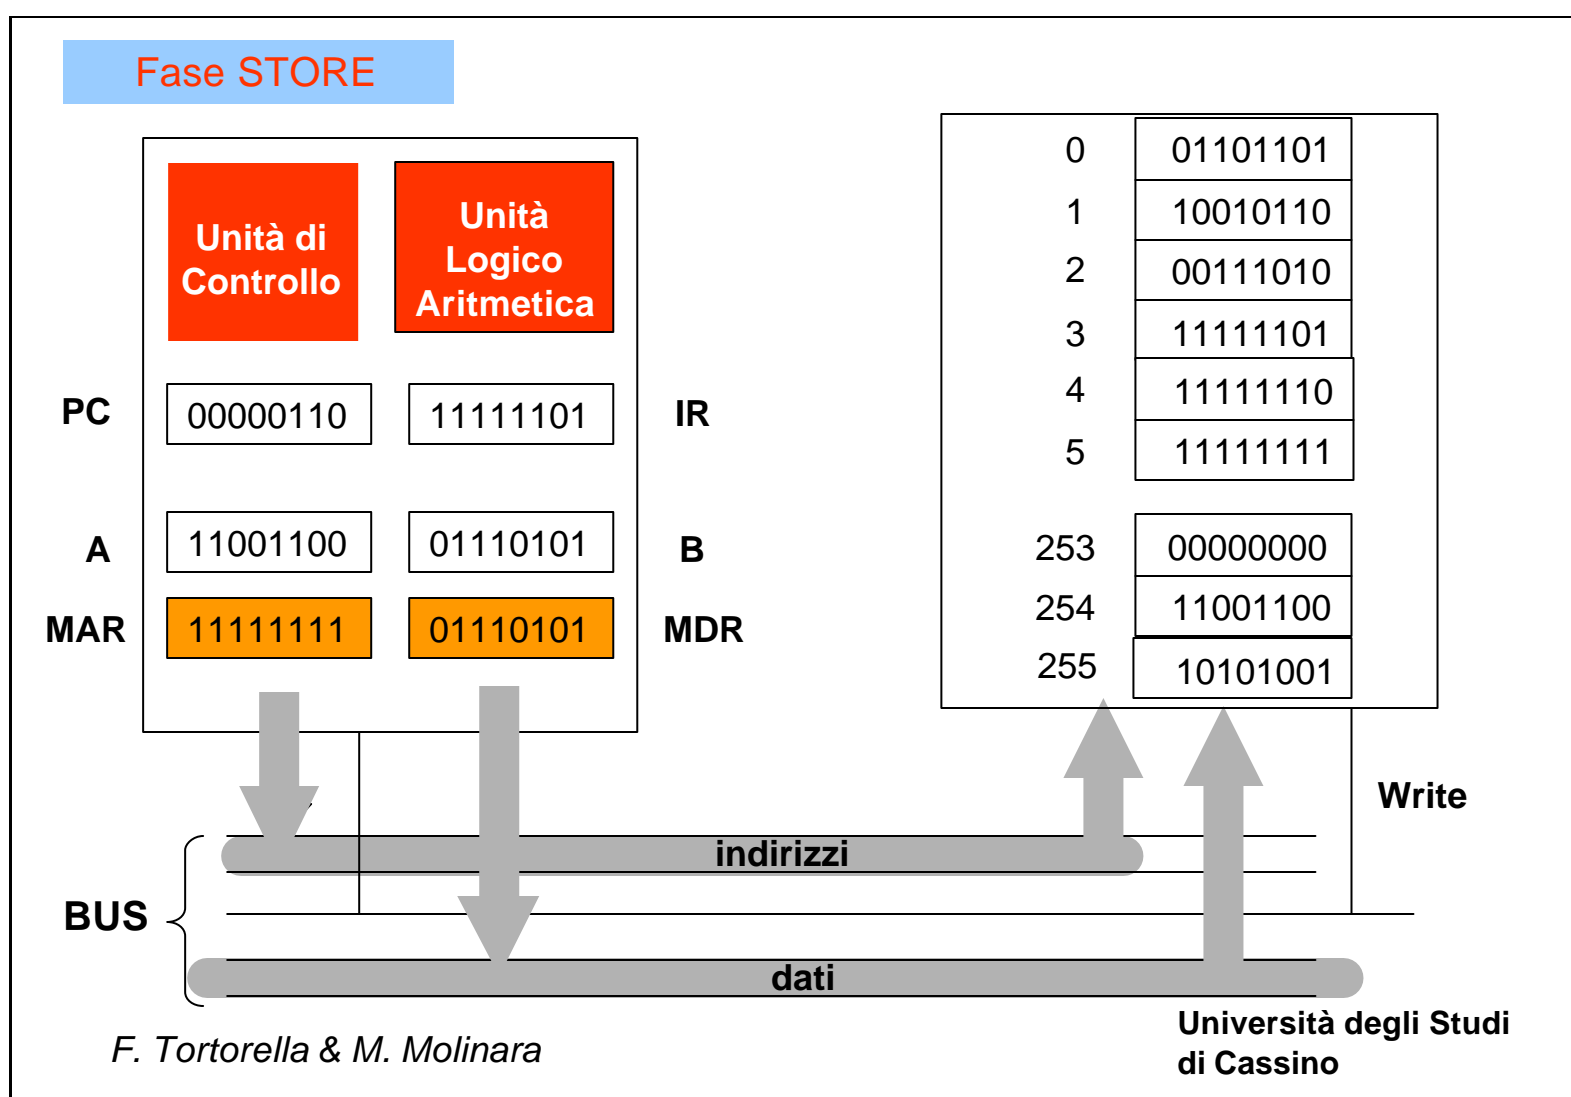 Fase STORE
Unità di
Controllo
Unità
Logico
Aritmetica
PC
00000110
11111101
IR
A
11001100
01110101
B
MAR
11111111
01110101
MDR
0
01101101
1
10010110
2
00111010
3
11111101
4
11111110
5
11111111
253
00000000
254
11001100
255
10101001
Write
indirizzi
BUS
dati
F. Tortorella & M. Molinara
Università degli Studi
di Cassino